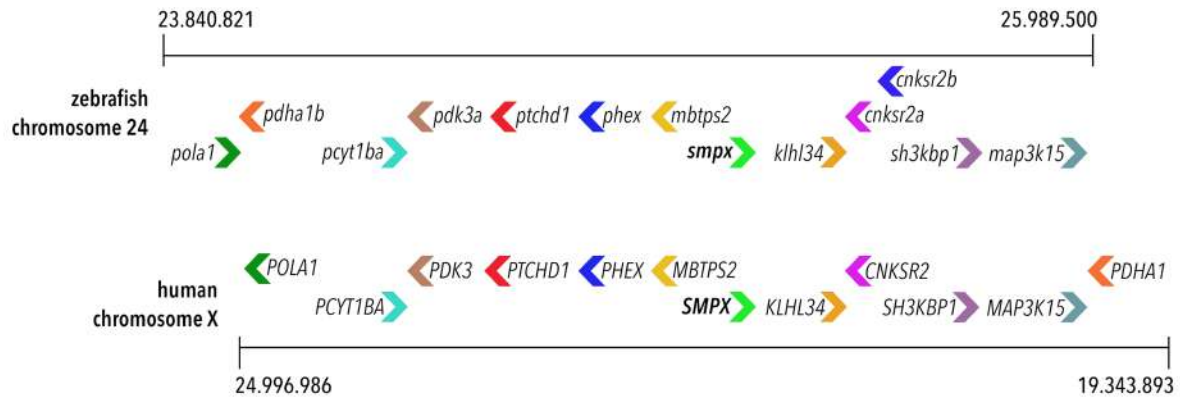 23.840.821 25.989.500
cnksr2b
zebrafish
chromosome 24
pdha1b pdk3a ptchd1 phex mbtps2 cnksr2a
pola1 pcyt1ba smpx klhl34 sh3kbp1 map3k15
human
chromosome X
POLA1 PDK3 PTCHD1 PHEX MBTPS2 CNKSR2 PDHA1
PCYT1BA SMPX KLHL34 SH3KBP1 MAP3K15
24.996.986 19.343.893